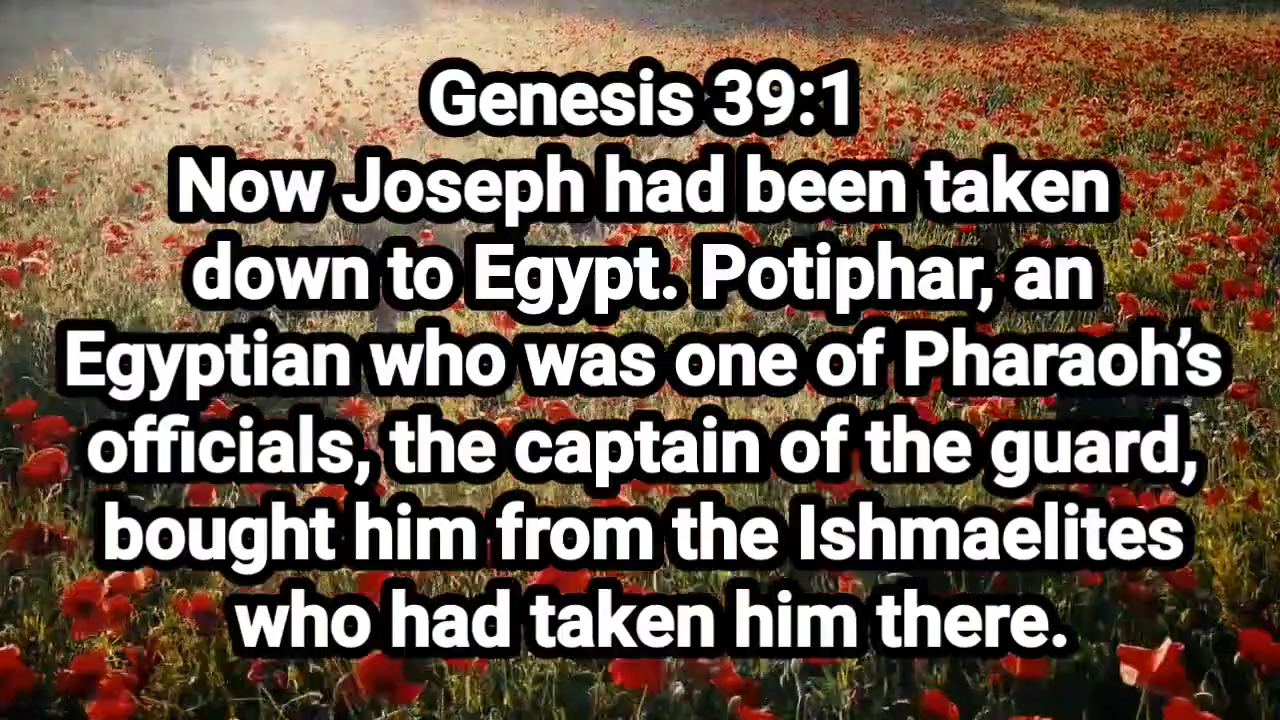 Genesis 39:1
Now Joseph had been taken
down to Egypt. Potiphar, an
Egyptian who was one of Pharaoh’s
officials, the captain of the guard,
bought him from the Ishmaelites
who had taken him there.